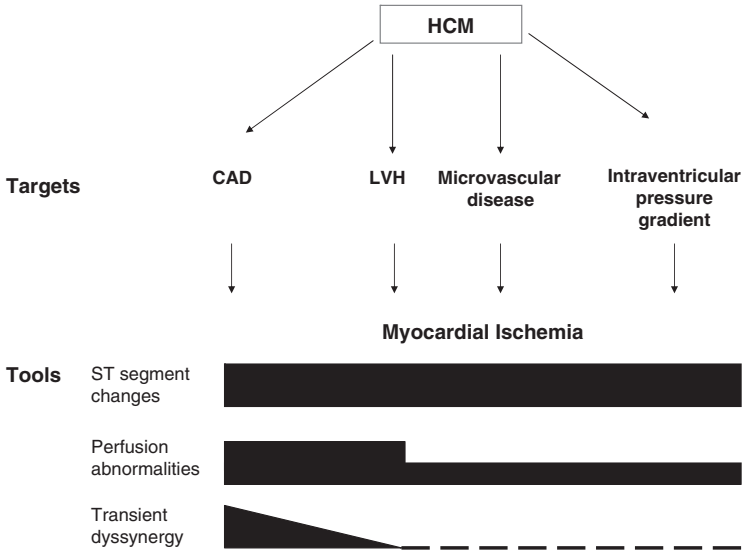 HCM
Targets
CAD
LVH
Microvascular
disease
Intraventricular
pressure
gradient
Myocardial Ischemia
Tools
ST segment
changes
Perfusion
abnormalities
Transient
dyssynergy